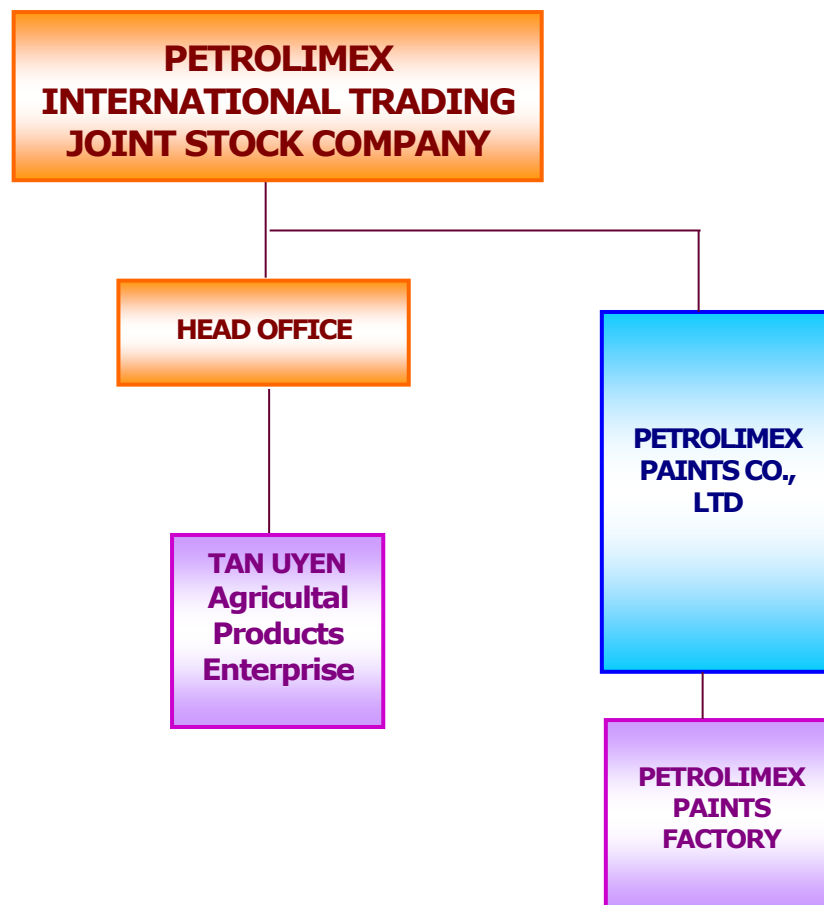 PETROLIMEX
INTERNATIONAL TRADING
JOINT STOCK COMPANY
HEAD OFFICE
PETROLIMEX
PAINTS CO.,
LTD
TAN UYEN
Agricultal
Products
Enterprise
PETROLIMEX
PAINTS
FACTORY